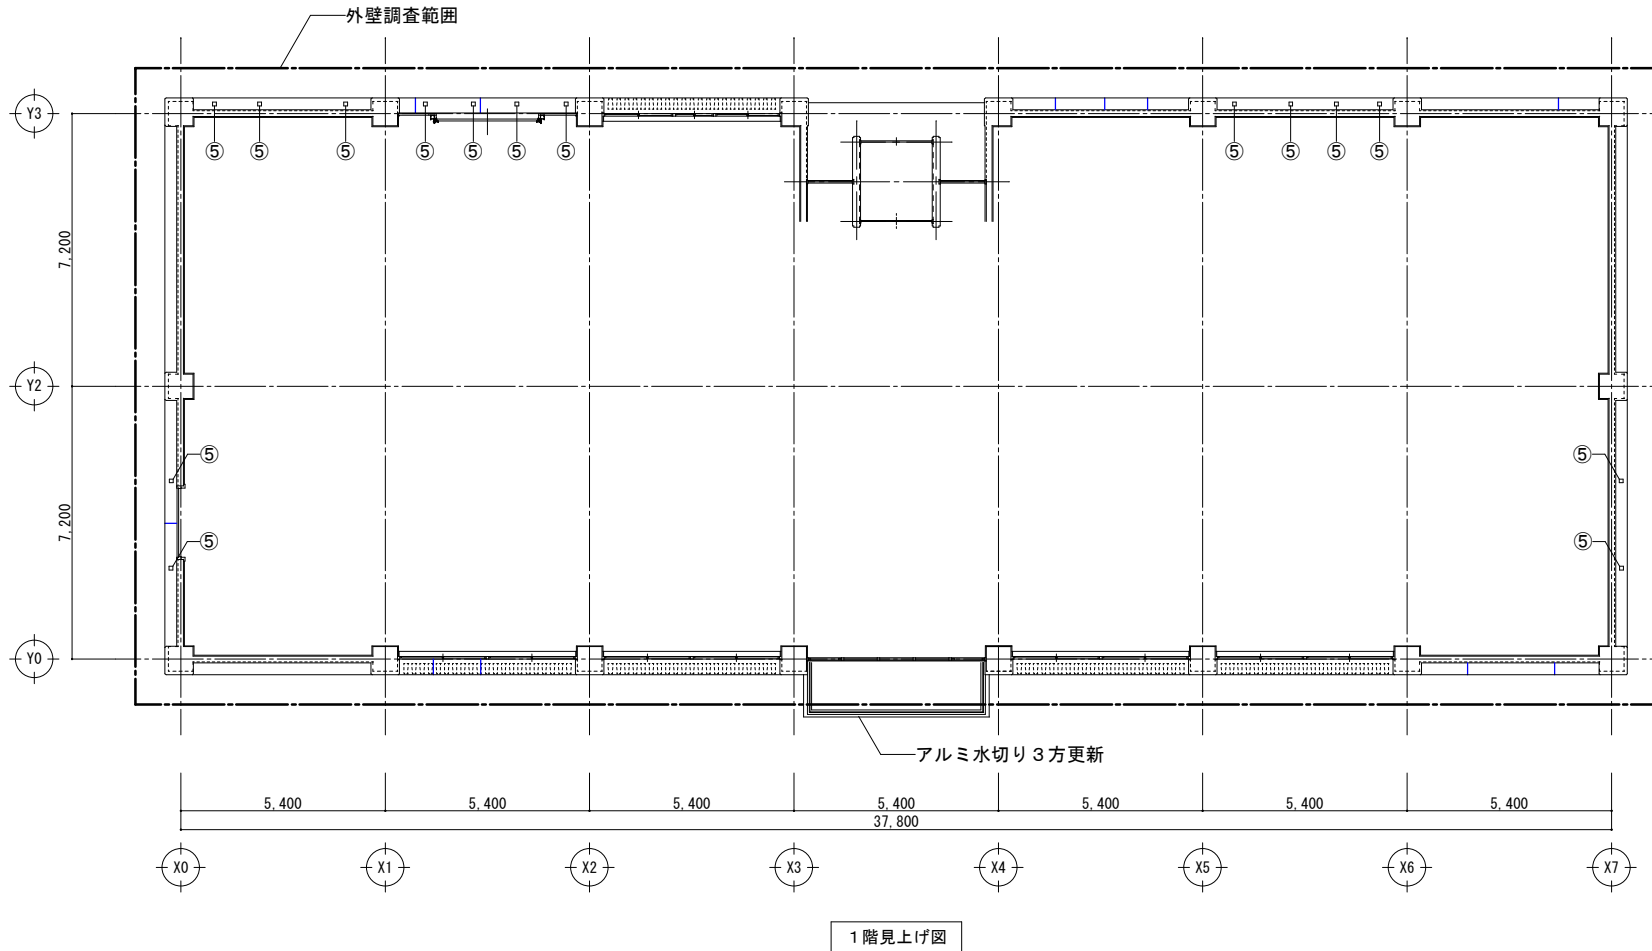 外壁調査範囲
Y3
⑤ ⑤ ⑤ ⑤ ⑤ ⑤ ⑤ ⑤ ⑤ ⑤ ⑤
7,200
Y2
⑤ ⑤
7,200
⑤ ⑤
Y0
アルミ水切り３方更新
5,400 5,400 5,400 5,400 5,400 5,400 5,400
37,800
X0 X1 X2 X3 X4 X5 X6 X7
１階見上げ図